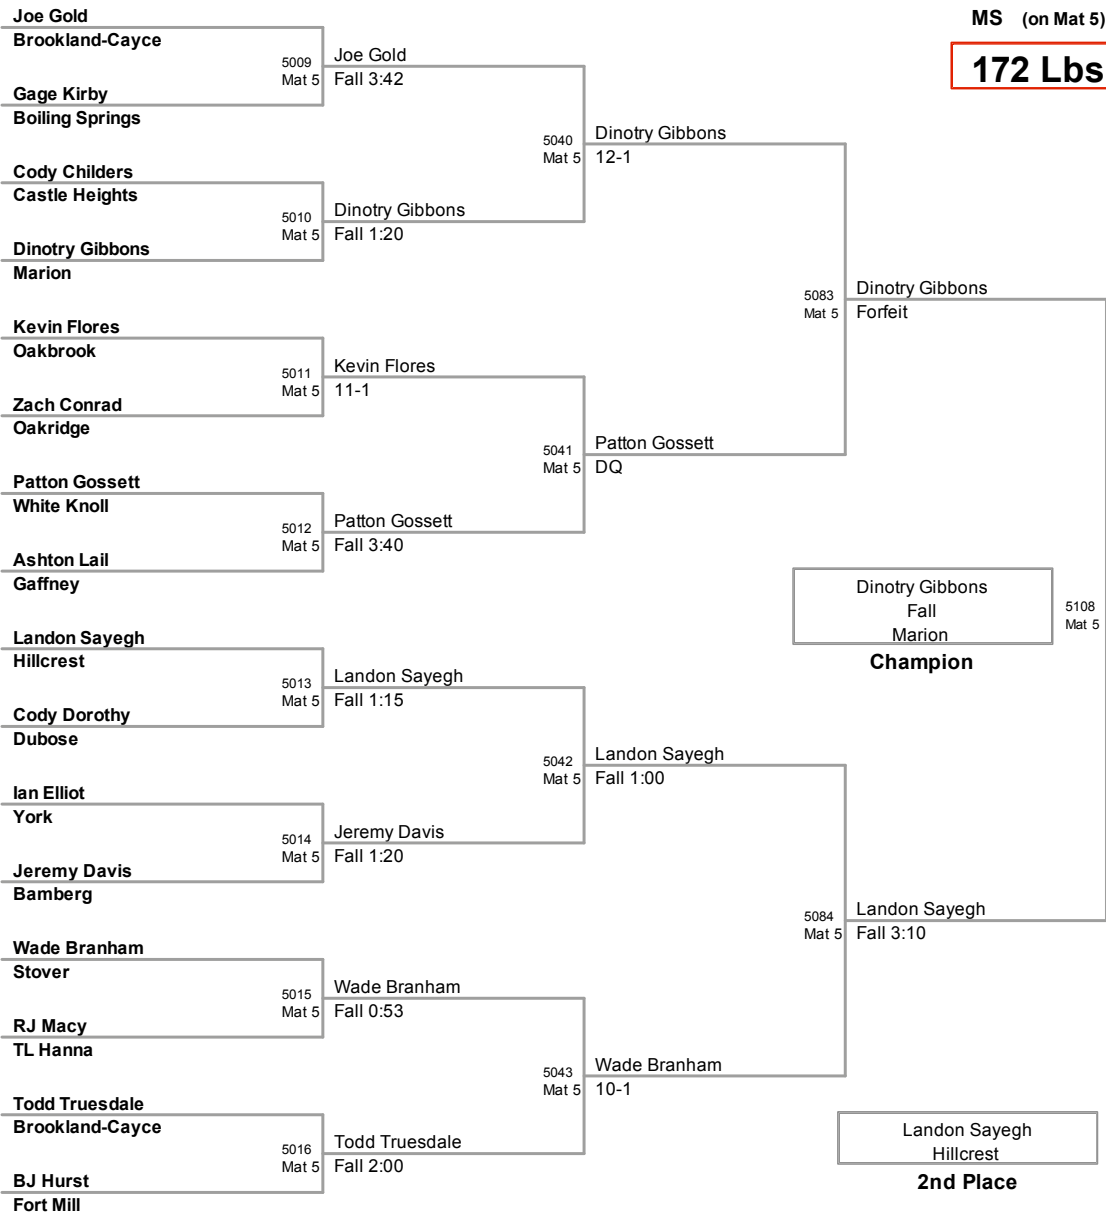 Joe Gold
MS (on Mat 5)
Brookland-Cayce
172 Lbs
5009
Mat 5
Joe Gold
Fall 3:42
Gage Kirby
Boiling Springs
5040
Mat 5
Dinotry Gibbons
12-1
Cody Childers
Castle Heights
5010
Mat 5
Dinotry Gibbons
Fall 1:20
Dinotry Gibbons
Marion
5083
Mat 5
Dinotry Gibbons
Forfeit
Kevin Flores
Oakbrook
5011
Mat 5
Kevin Flores
11-1
Zach Conrad
Oakridge
5041
Mat 5
Patton Gossett
DQ
Patton Gossett
White Knoll
5012
Mat 5
Patton Gossett
Fall 3:40
Ashton Lail
Gaffney
Dinotry Gibbons
Fall
Marion
Champion
5108
Mat 5
Landon Sayegh
Hillcrest
5013
Mat 5
Landon Sayegh
Fall 1:15
Cody Dorothy
Dubose
5042
Mat 5
Landon Sayegh
Fall 1:00
Ian Elliot
York
5014
Mat 5
Jeremy Davis
Fall 1:20
Jeremy Davis
Bamberg
5084
Mat 5
Landon Sayegh
Fall 3:10
Wade Branham
Stover
5015
Mat 5
Wade Branham
Fall 0:53
RJ Macy
TL Hanna
5043
Mat 5
Wade Branham
10-1
Todd Truesdale
Brookland-Cayce
5016
Mat 5
Todd Truesdale
Fall 2:00
BJ Hurst
Fort Mill
Landon Sayegh
Hillcrest
2nd Place